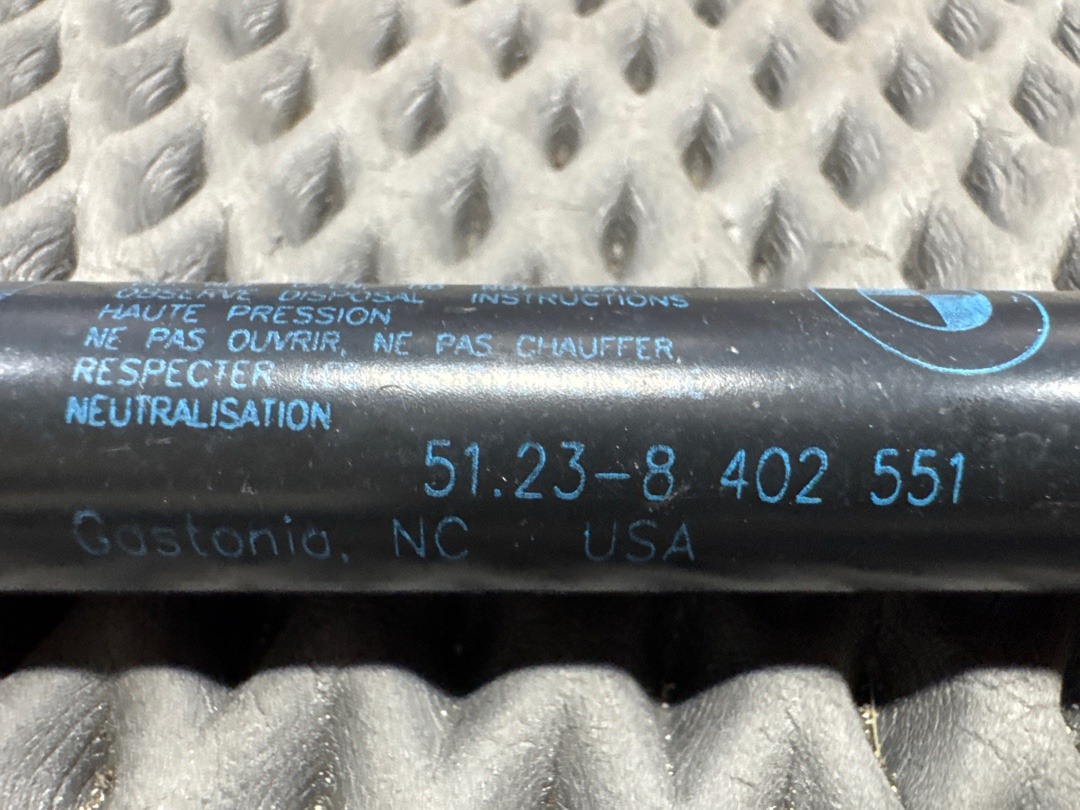 OBSERVE DISPOSAL INSTRUCTIONS
HAUTE PRESSION
NE PAS OUVRIR, NE PAS CHAUFFER,
RESPECTER LES
NEUTRALISATION
51.23-8 402 551
Gastonia, NC USA